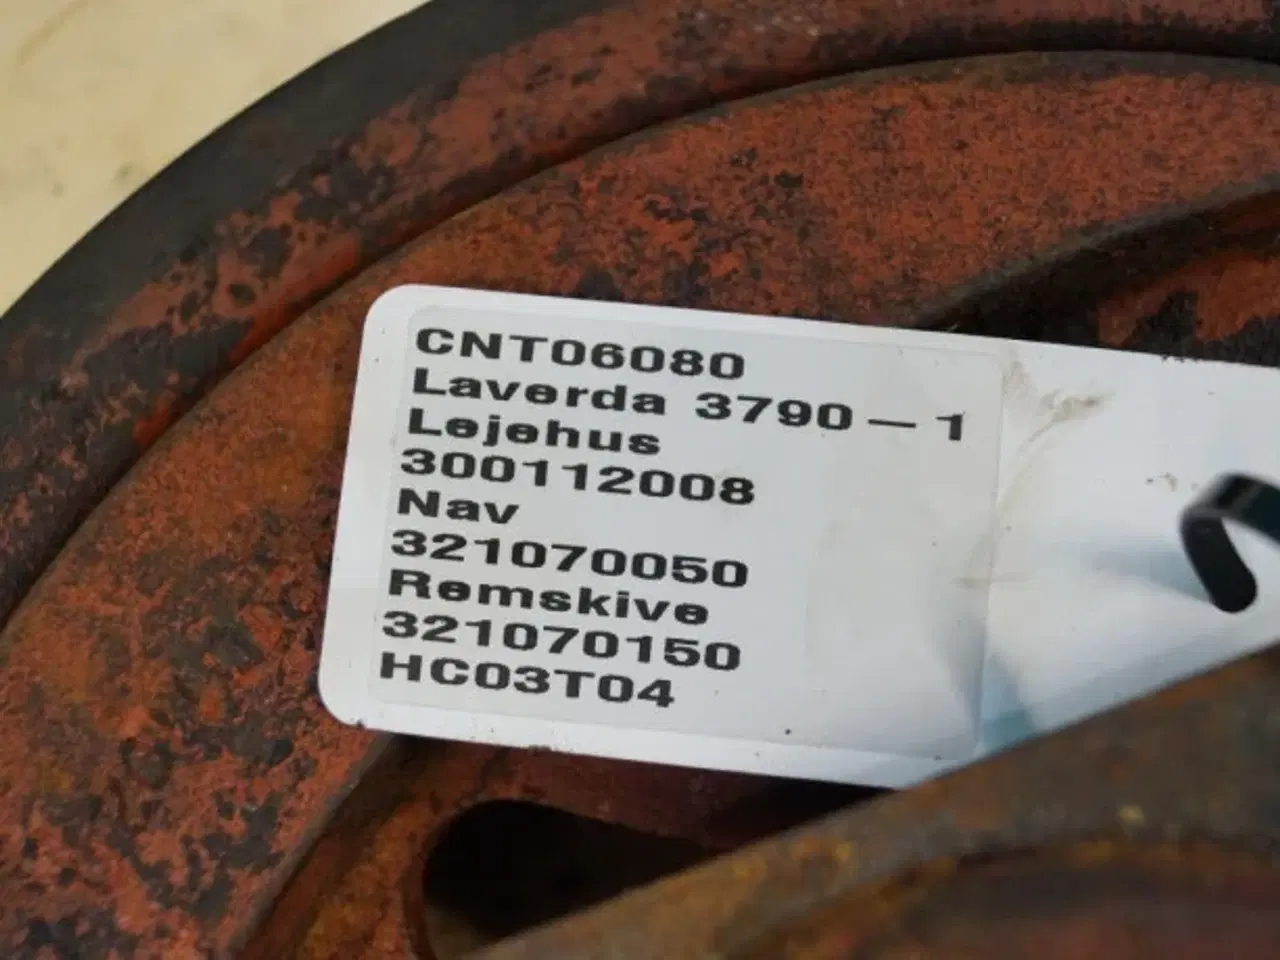 CNT06080
Laverda 3790-1
Lejehus
300112008
Nav
321070050
Remskive
321070150
HC03T04